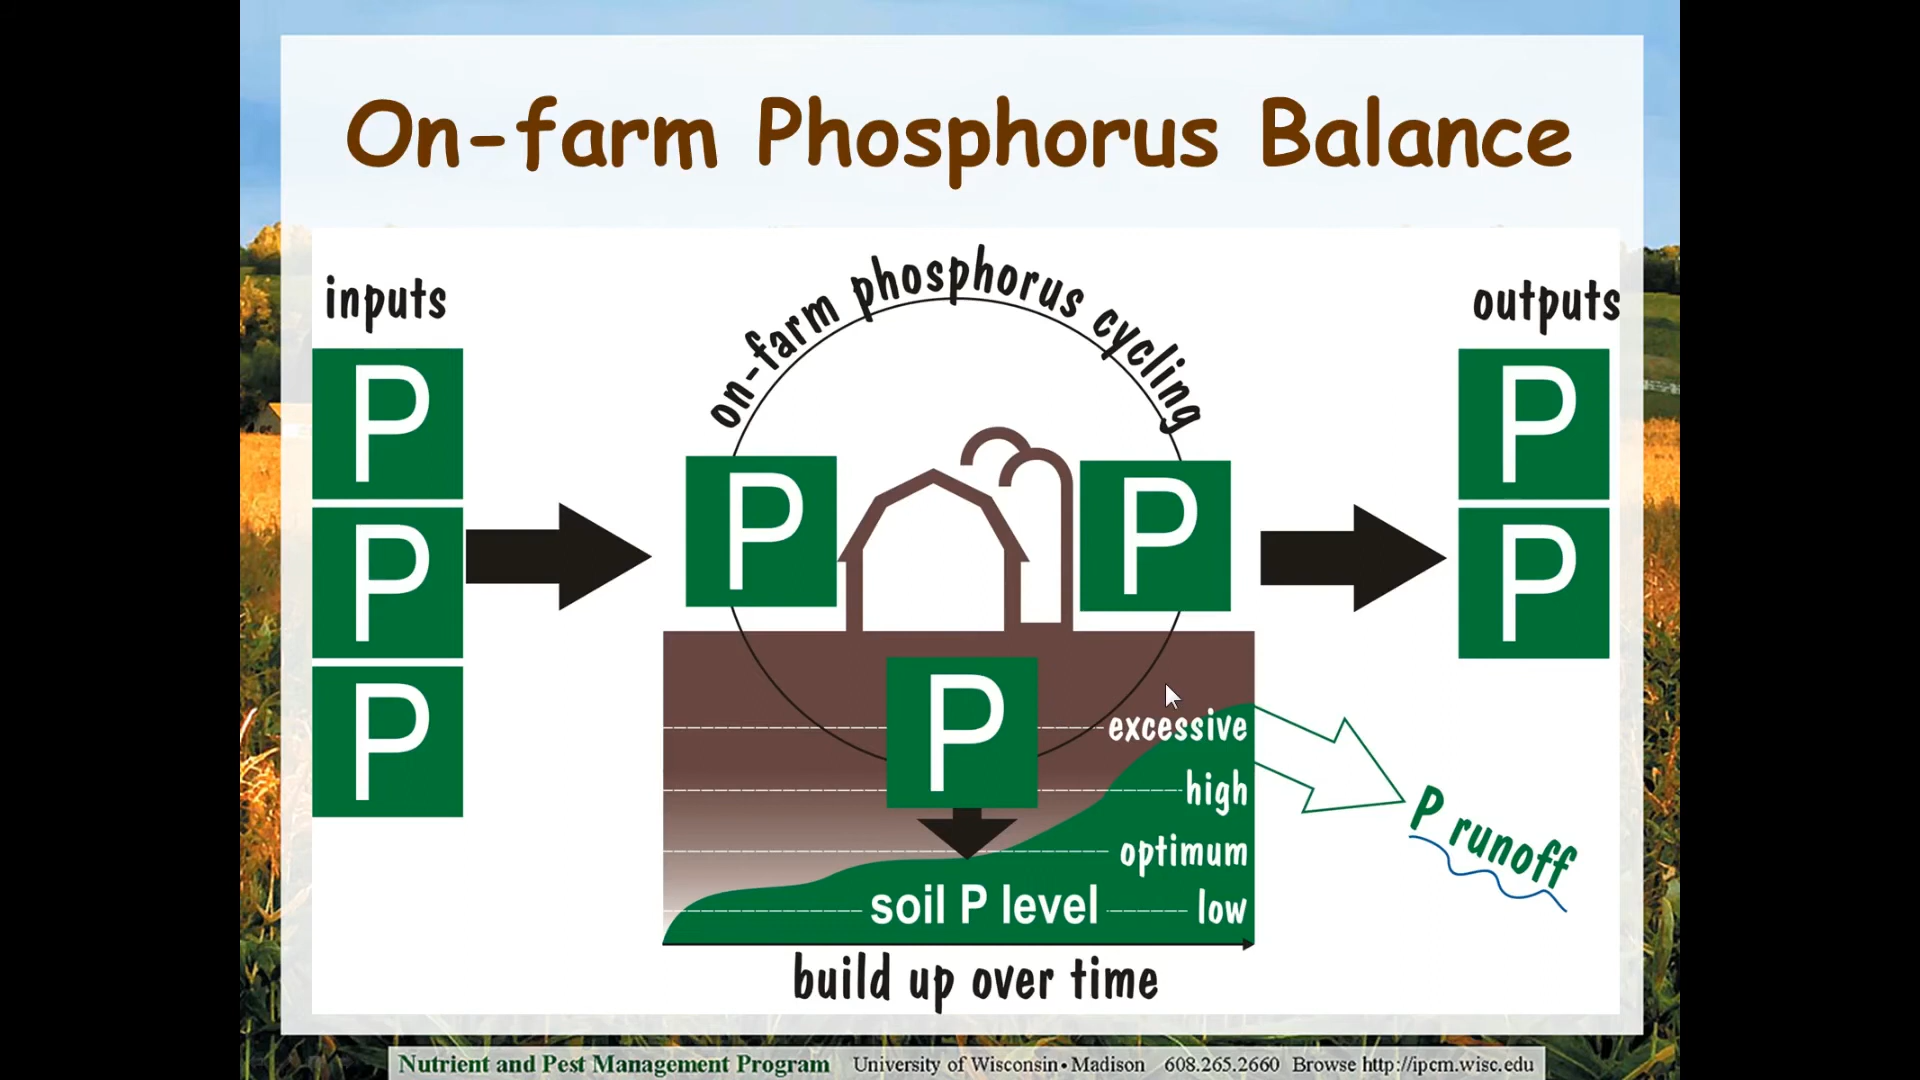 On-farm Phosphorus Balance
inputs
P
P
P
on-farm phosphorus cycling
P
P
P
outputs
P
P
excessive
high
optimum
low
soil P level
build up over time
P runoff
Nutrient and Pest Management Program University of Wisconsin • Madison 608.265.2660 Browse http://ipcm.wisc.edu